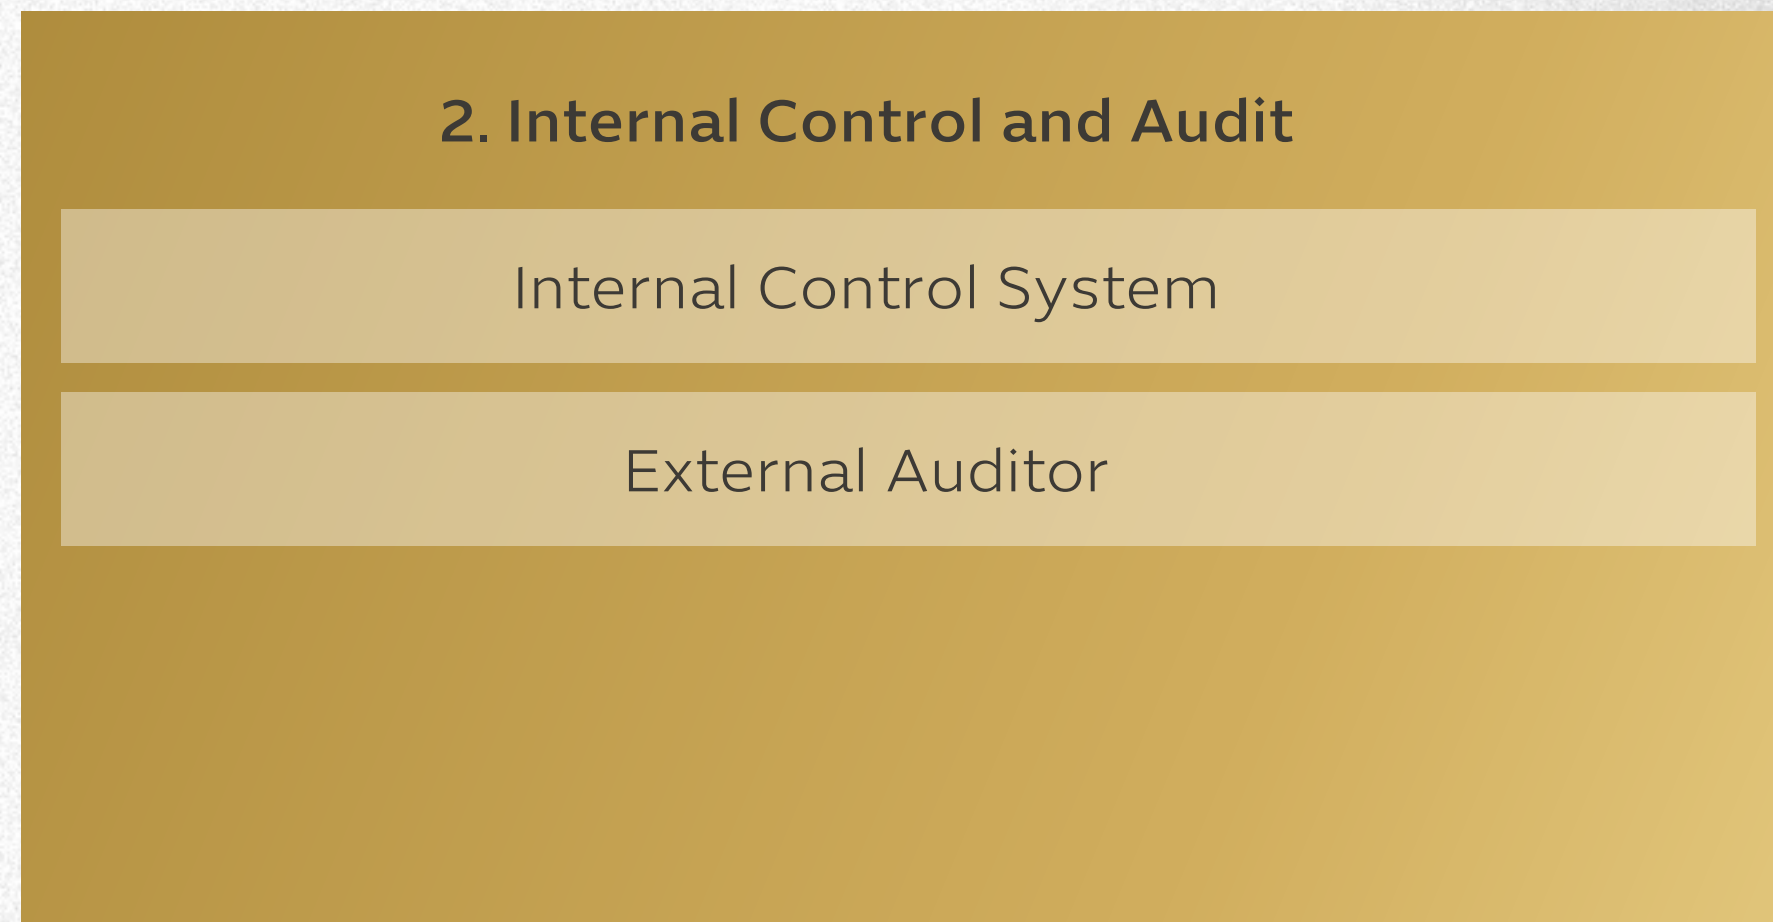 2. Internal Control and Audit
Internal Control System
External Auditor